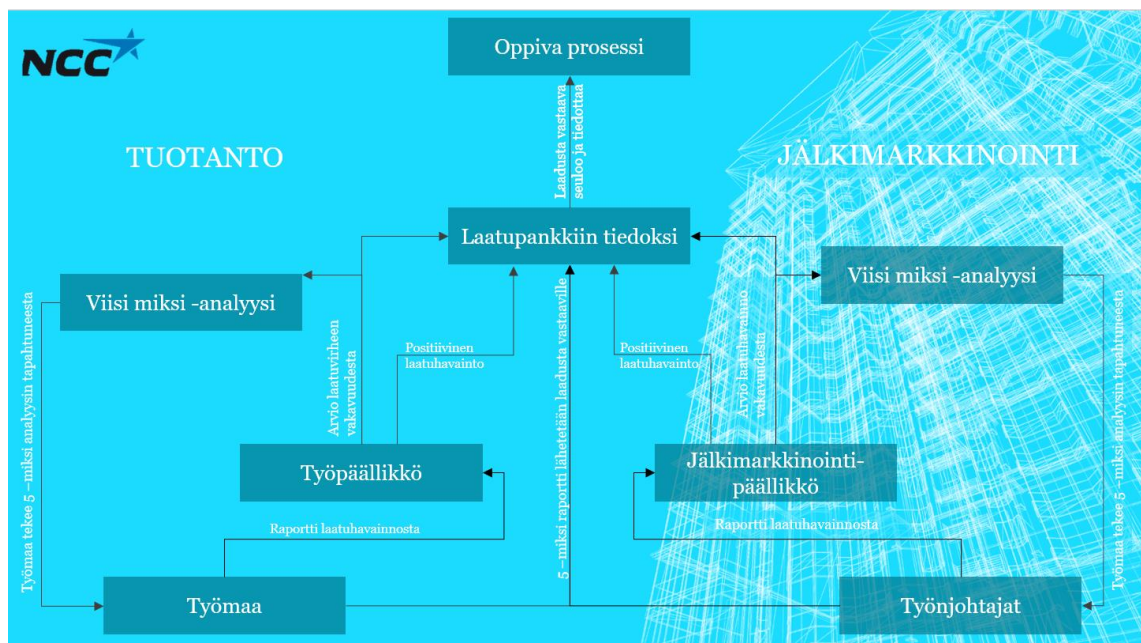 NCC
Oppiva prosessi
TUOTANTO
JÄLKIMARKKINOINTI
Laadusta vastaava
seuloo ja tiedottaa
Laatupankkiin tiedoksi
Viisi miksi -analyysi
Viisi miksi -analyysi
Työmaa tekee 5 –miksi analyysin tapahtuneesta
Arvio laatuvirheen
vakavuudesta
Positiivinen
laatuhavainto
5 –miksi raportti lähetetään laadusta vastaaville
Positiivinen
laatuhavainto
Arvio laatuhavainno
vakavuudesta
Työmaa tekee 5 –miksi analyysin tapahtuneesta
Työpäällikkö
Jälkimarkkinointi-
päällikkö
Raportti laatuhavainnosta
Raportti laatuhavainnosta
Työmaa
Työnjohtajat